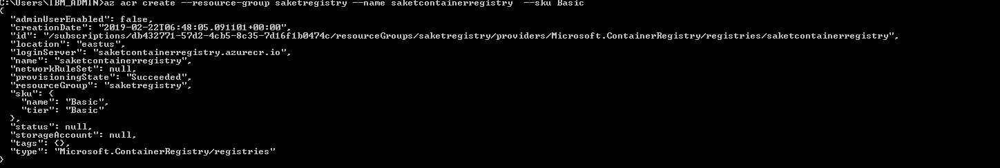 C:\Users\IBM_ADMIN>az acr create --resource-group saketregistry --name saketcontainerregistry  --sku Basic
{
  "adminUserEnabled": false,
  "creationDate": "2019-02-22T06:48:05.091101+00:00",
  "id": "/subscriptions/db432771-57d2-4cb5-8c35-7d16f1b0474c/resourceGroups/saketregistry/providers/Microsoft.ContainerRegistry/registries/saketcontainerregistry",
  "location": "eastus",
  "loginServer": "saketcontainerregistry.azurecr.io",
  "name": "saketcontainerregistry",
  "networkRuleSet": null,
  "provisioningState": "Succeeded",
  "resourceGroup": "saketregistry",
  "sku": {
    "name": "Basic",
    "tier": "Basic"
  },
  "status": null,
  "storageAccount": null,
  "tags": {},
  "type": "Microsoft.ContainerRegistry/registries"
}